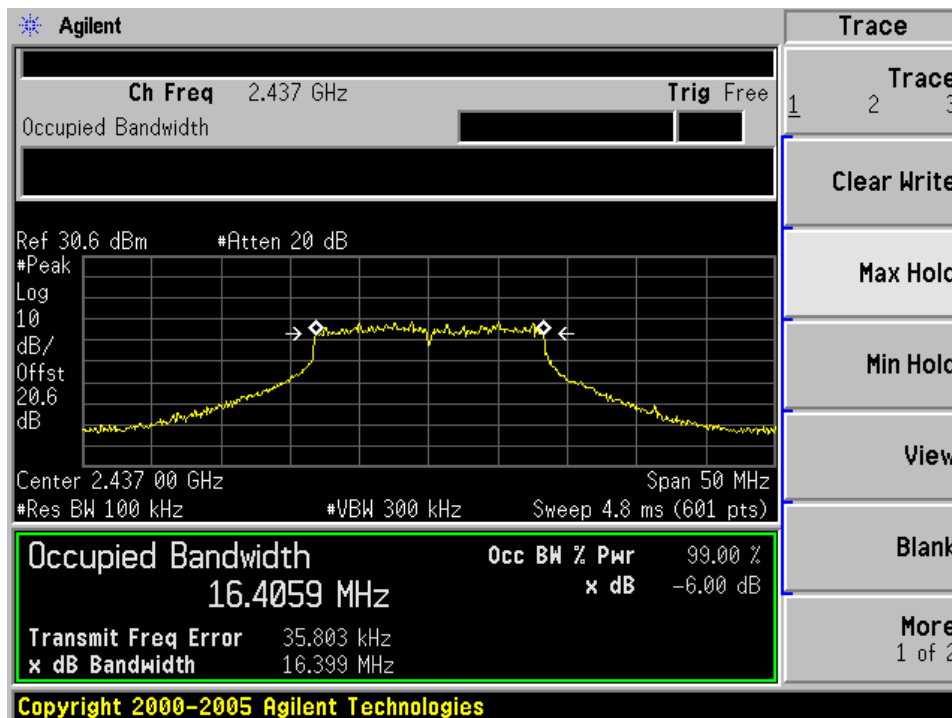 Agilent
Trace
Ch Freq 2.437 GHz Trig Free
Occupied Bandwidth
Trace
1 2 3
Clear Write
Max Hold
Min Hold
View
Blank
More
1 of 2
Ref 30.6 dBm #Atten 20 dB
#Peak
Log
10
dB/
Offst
20.6
dB
Center 2.437 00 GHz Span 50 MHz
#Res BW 100 kHz #VBW 300 kHz Sweep 4.8 ms (601 pts)
Occupied Bandwidth Occ BW % Pwr 99.00 %
16.4059 MHz x dB -6.00 dB
Transmit Freq Error 35.803 kHz
x dB Bandwidth 16.399 MHz
Copyright 2000-2005 Agilent Technologies